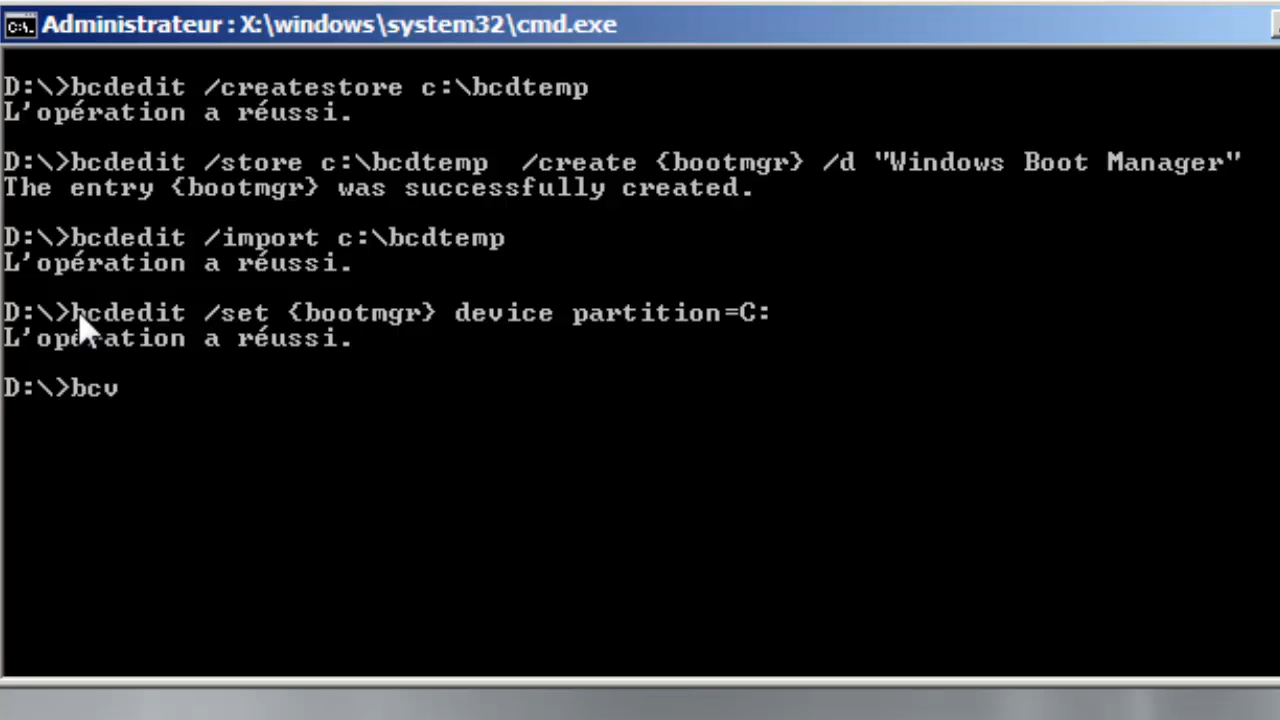 Administrateur : X:\windows\system32\cmd.exe
D:\>bcdedit /createstore c:\bcdtemp
L'opération a réussi.
D:\>bcdedit /store c:\bcdtemp  /create {bootmgr} /d "Windows Boot Manager"
The entry {bootmgr} was successfully created.
D:\>bcdedit /import c:\bcdtemp
L'opération a réussi.
D:\>bcdedit /set {bootmgr} device partition=C:
L'opération a réussi.
D:\>bcv